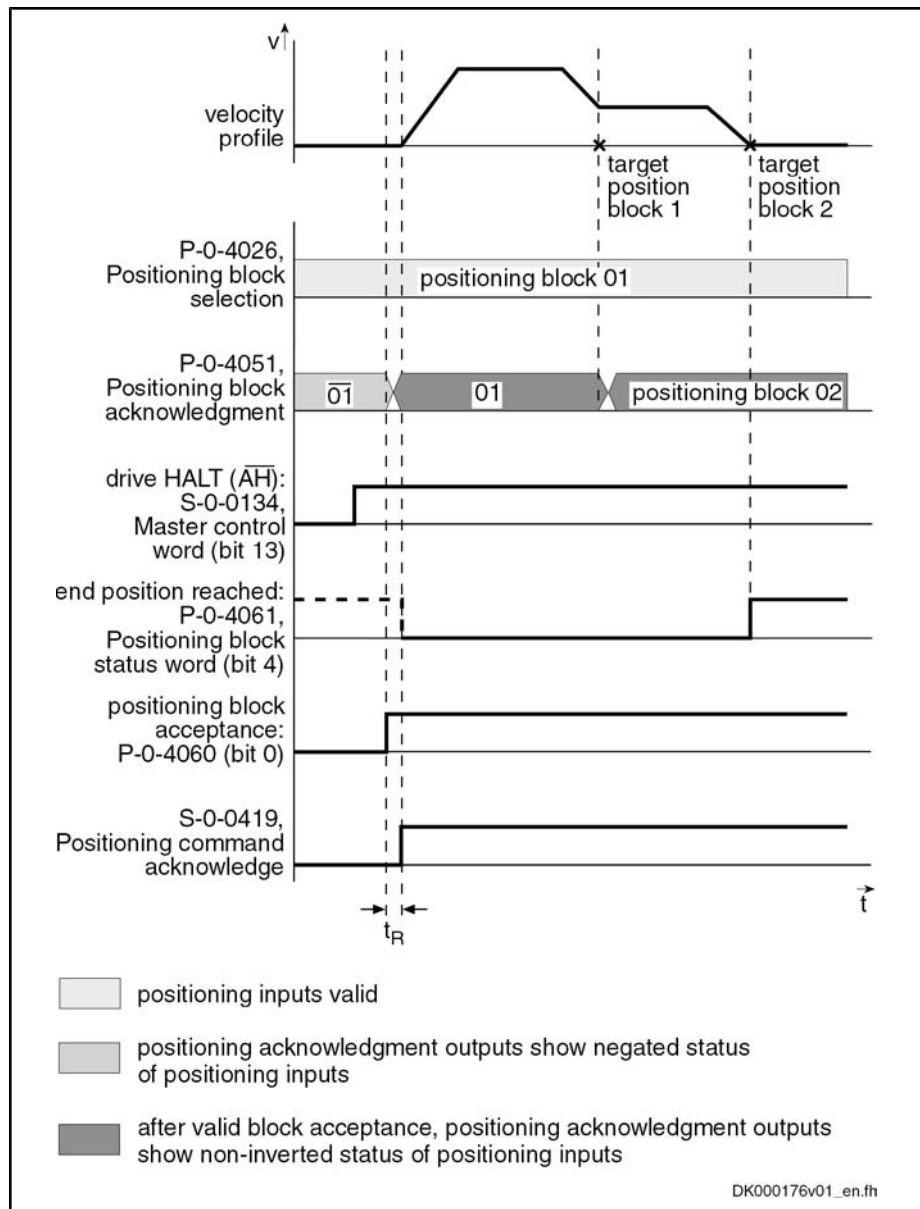 v
velocity
profile
target
position
block 1
target
position
block 2
P-0-4026,
Positioning block
selection
positioning block 01
P-0-4051,
Positioning block
acknowledgment
0̅1̅
01
positioning block 02
drive HALT (A̅H̅):
S-0-0134,
Master control
word (bit 13)
end position reached:
P-0-4061,
Positioning block
status word (bit 4)
positioning block
acceptance:
P-0-4060 (bit 0)
S-0-0419,
Positioning command
acknowledge
t
tR
positioning inputs valid
positioning acknowledgment outputs show negated status
of positioning inputs
after valid block acceptance, positioning acknowledgment outputs
show non-inverted status of positioning inputs
DK000176v01_en.fh